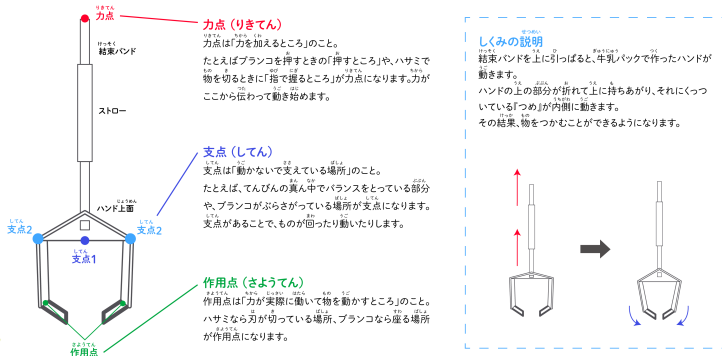 力点
結束バンド
ストロー
ハンド上面
支点2
支点2
支点1
作用点
力点（りきてん）
力点は「力を加えるところ」のこと。
たとえばブランコを押すときの「押すところ」や、ハサミで
物を切るときに「指で握るところ」が力点になります。力が
ここから伝わって動き始めます。
支点（してん）
支点は「動かないで支えている場所」のこと。
たとえば、てんびんの真ん中でバランスをとっている部分
や、ブランコがぶらさがっている場所が支点になります。
支点があることで、ものが回ったり動いたりします。
作用点（さようてん）
作用点は「力が実際に働いて物を動かすところ」のこと。
ハサミなら刃が切っている場所、ブランコなら座る場所
が作用点になります。
しくみの説明
結束バンドを上に引っぱると、牛乳パックで作ったハンドが
動きます。
ハンドの上の部分が折れて上に持ちあがり、それにくっつ
いている『つめ』が内側に動きます。
その結果、物をつかむことができるようになります。